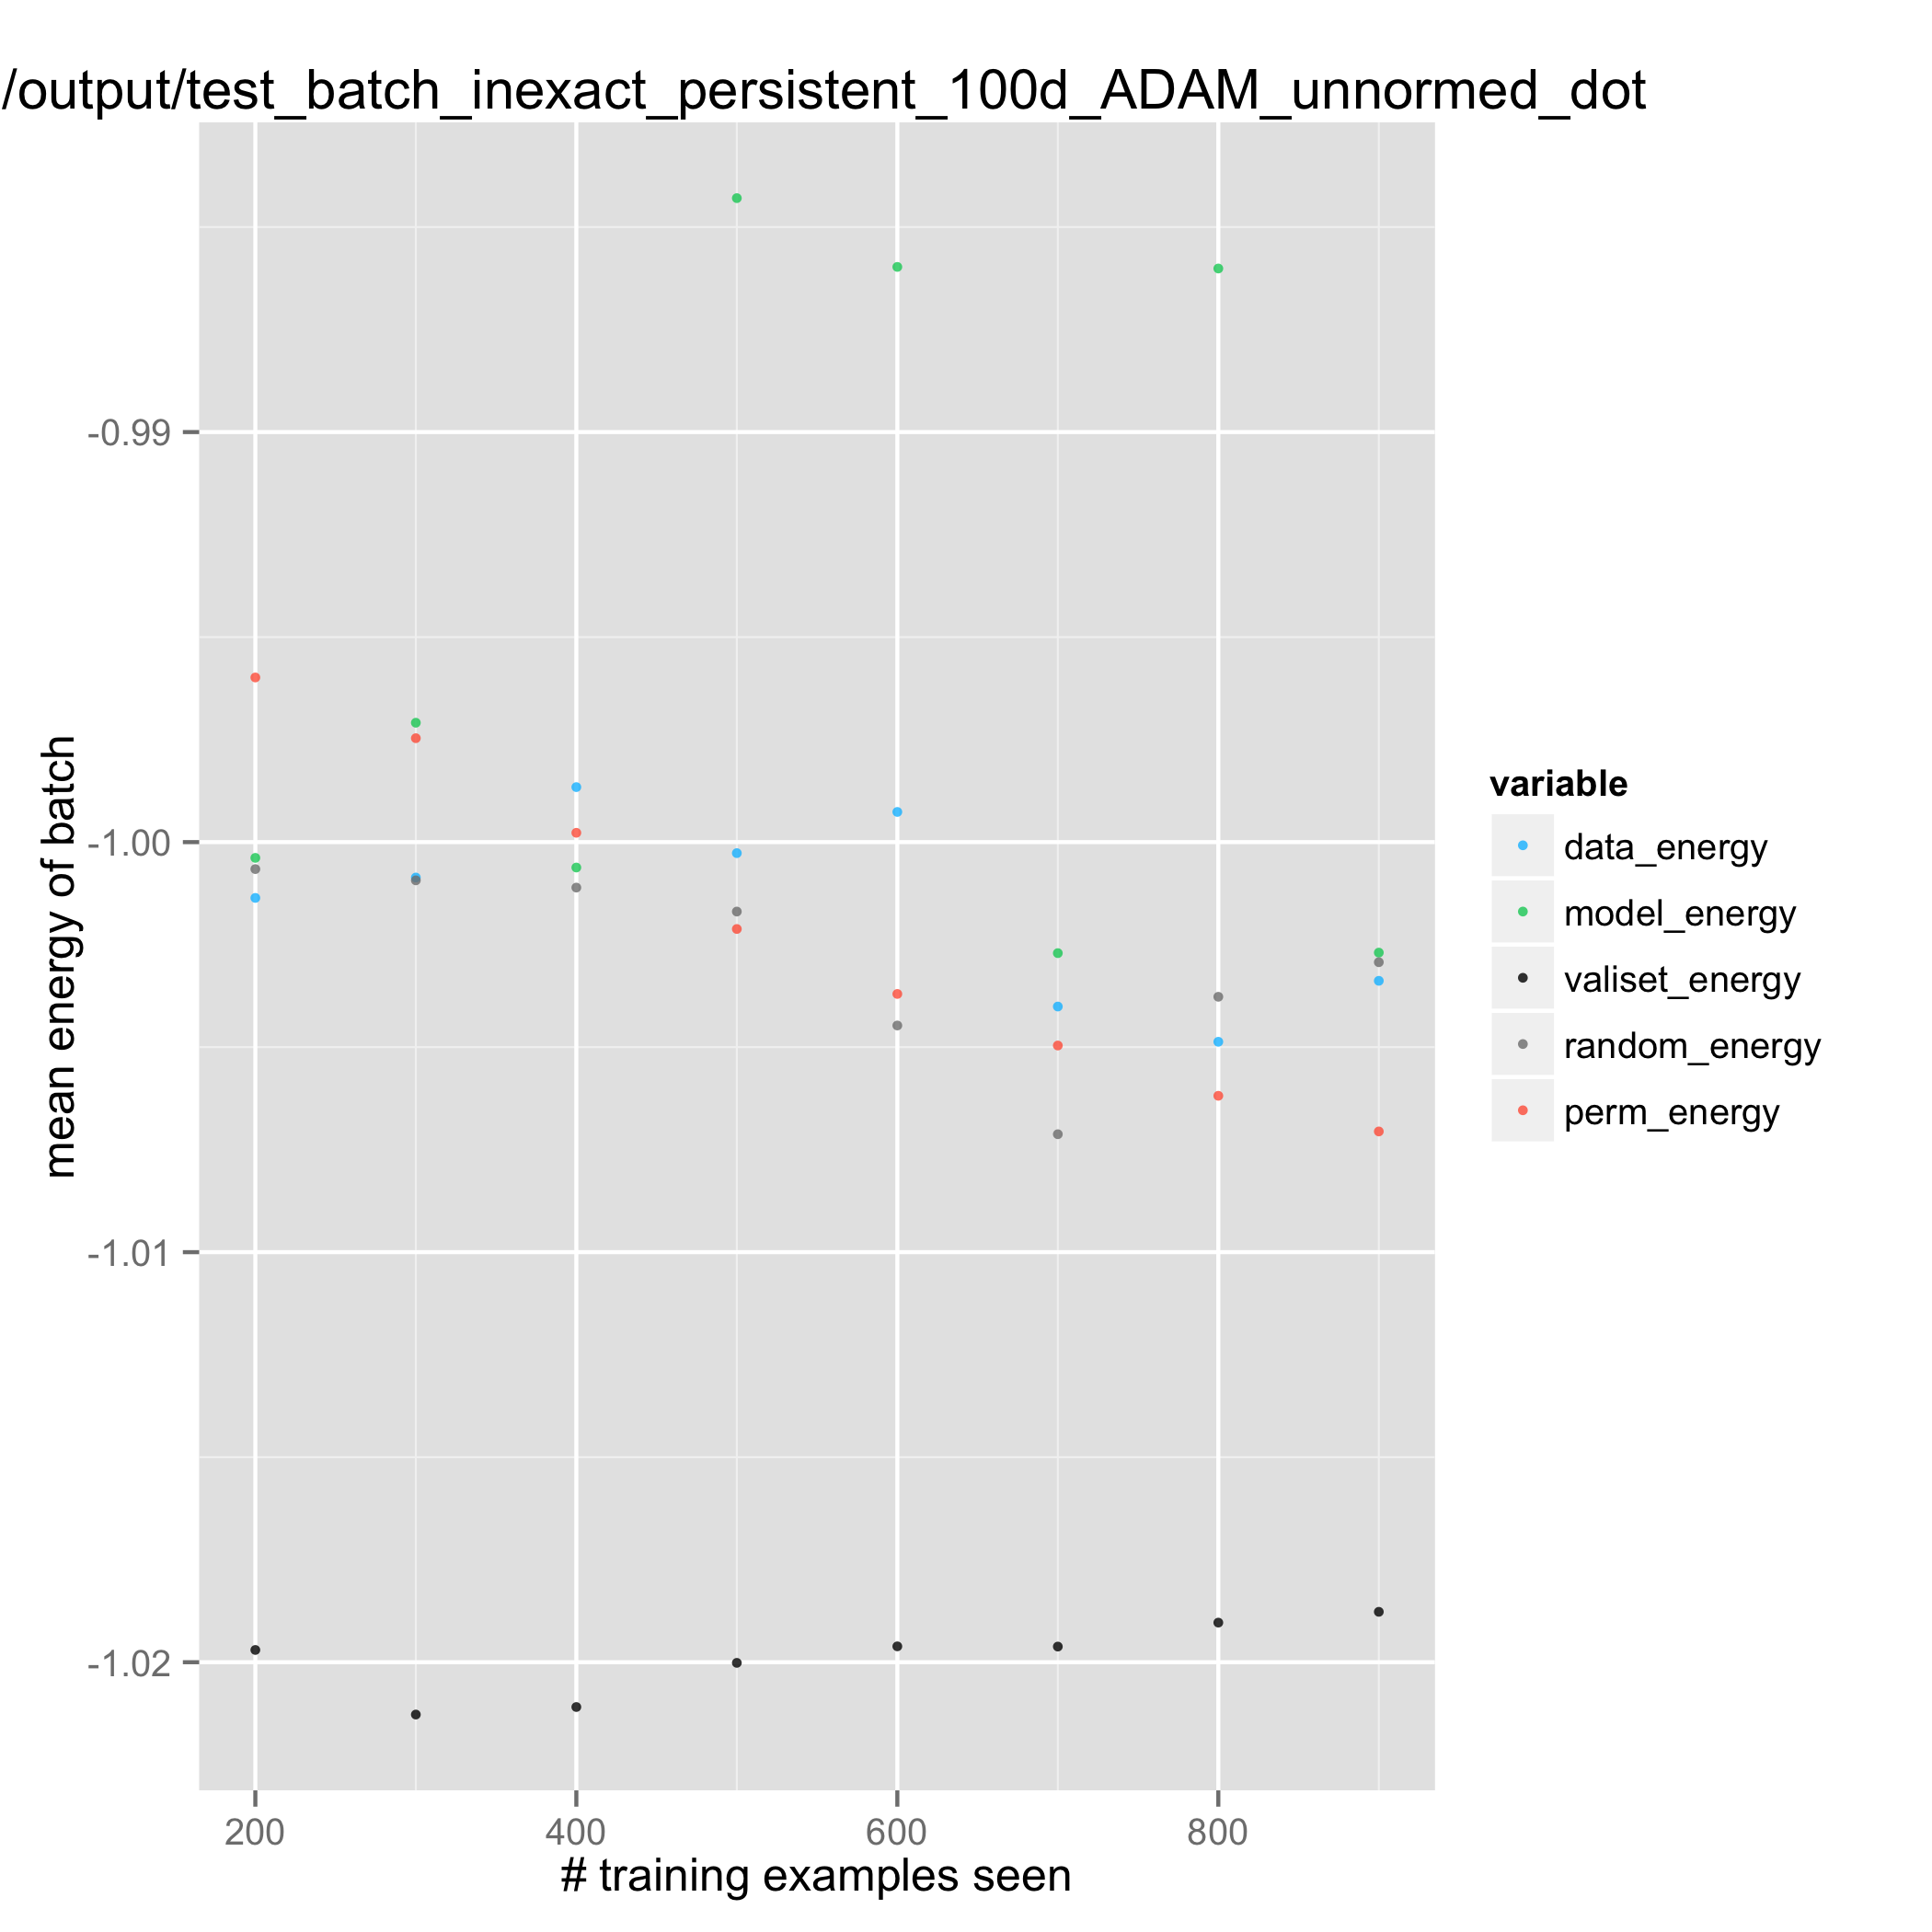 /output/test_batch_inexact_persistent_100d_ADAM_unnormed_dot
mean energy of batch
-0.99
-1.00
-1.01
-1.02
200 400 600 800
# training examples seen
variable
data_energy
model_energy
valiset_energy
random_energy
perm_energy